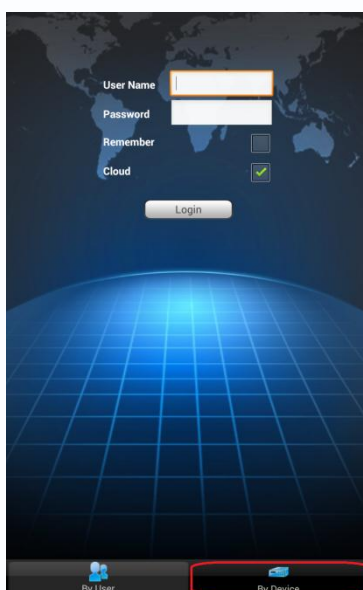 User Name
Password
Remember
Cloud
Login
By User
By Device